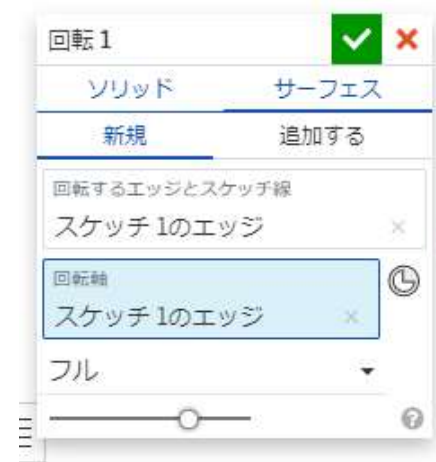 回転 1
ソリッド サーフェス
新規 追加する
回転するエッジとスケッチ線
スケッチ 1のエッジ
回転軸
スケッチ 1のエッジ
フル